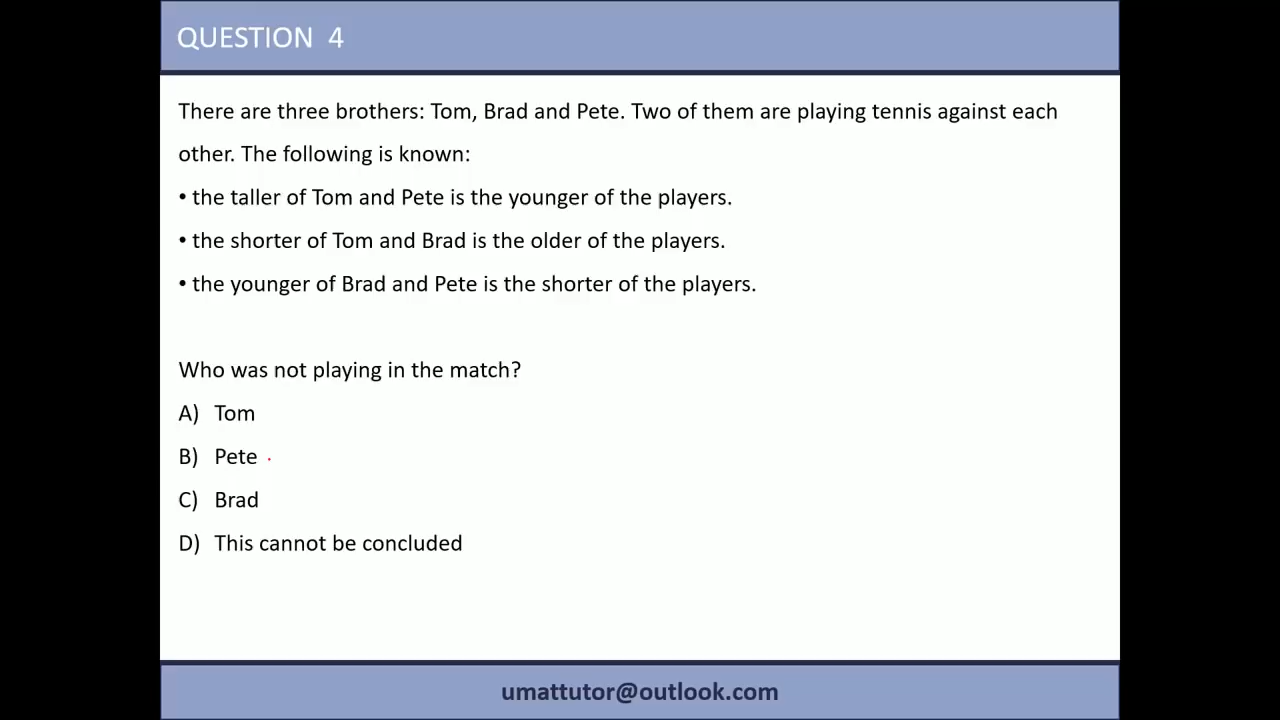 QUESTION 4
There are three brothers: Tom, Brad and Pete. Two of them are playing tennis against each
other. The following is known:
• the taller of Tom and Pete is the younger of the players.
• the shorter of Tom and Brad is the older of the players.
• the younger of Brad and Pete is the shorter of the players.
Who was not playing in the match?
A) Tom
B) Pete
C) Brad
D) This cannot be concluded
umattutor@outlook.com